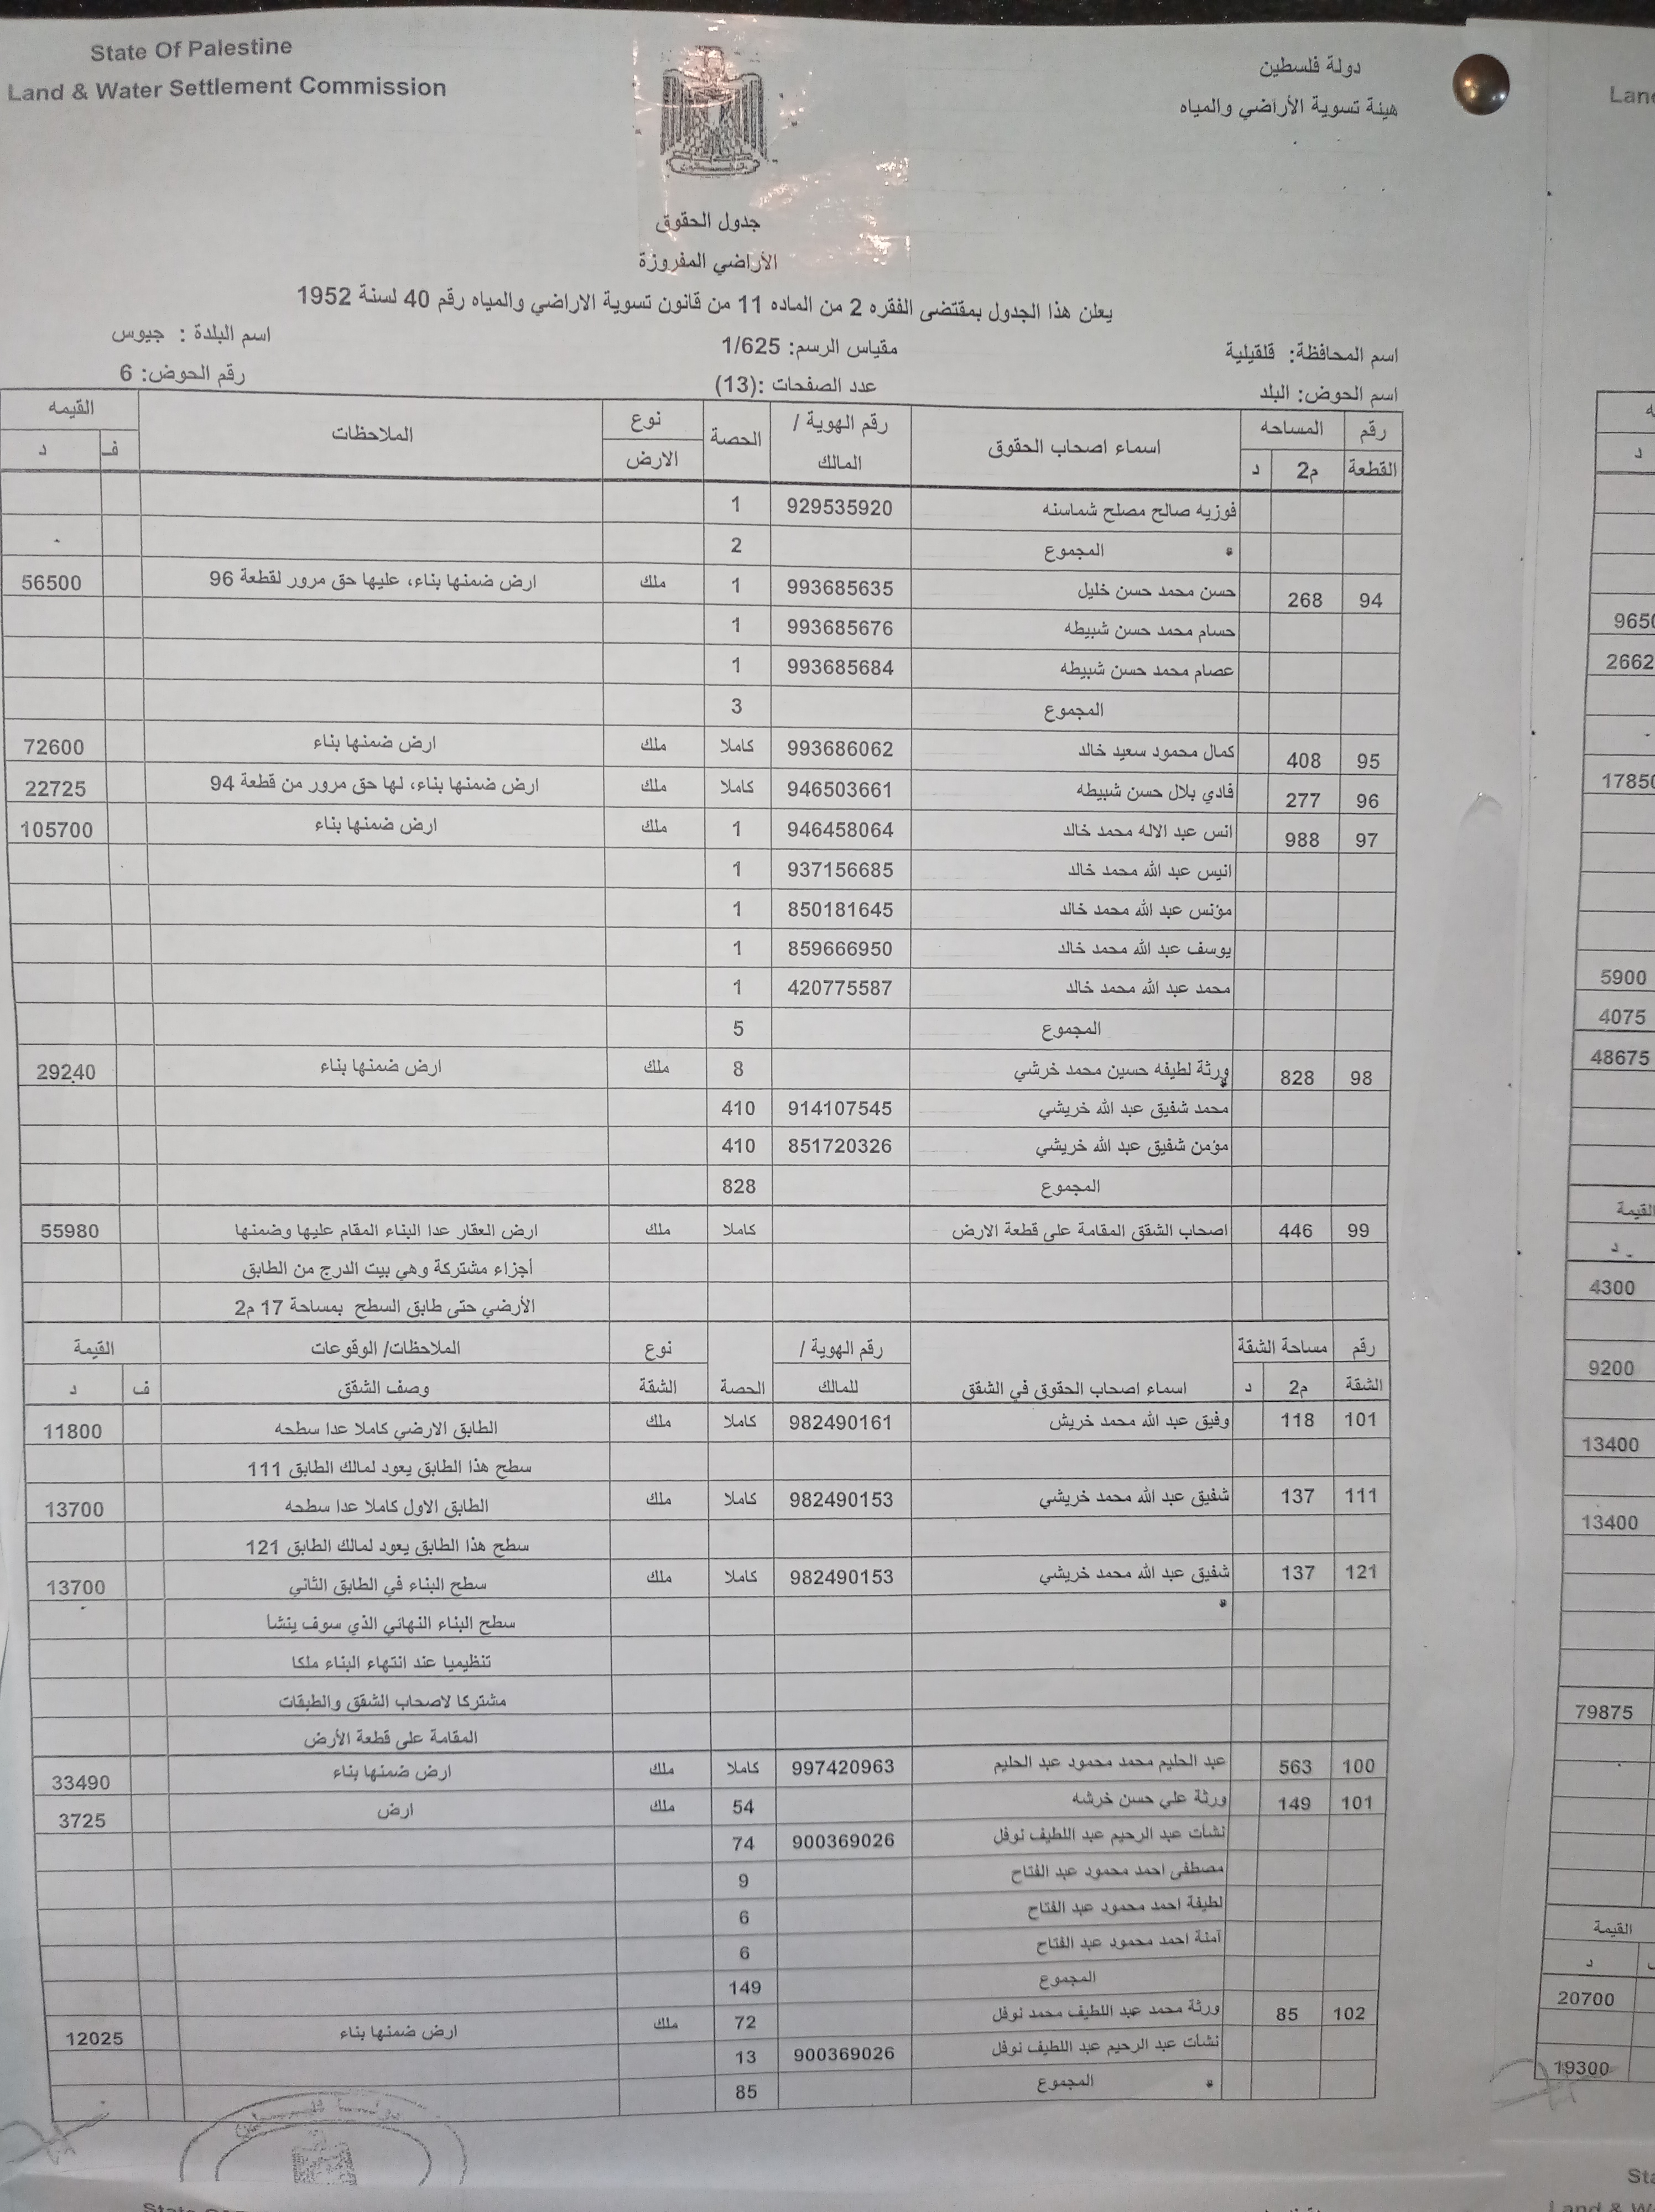 State Of Palestine
Land & Water Settlement Commission
دولة فلسطين
هيئة تسوية الأراضي والمياه
جدول الحقوق
الأراضي المفروزة
يعلن هذا الجدول بمقتضى الفقره 2 من الماده 11 من قانون تسوية الاراضي والمياه رقم 40 لسنة 1952
اسم المحافظة: قلقيلية مقياس الرسم: 1/625 اسم البلدة : جيوس
اسم الحوض: البلد عدد الصفحات :(13) رقم الحوض: 6
رقم المساحه اسماء اصحاب الحقوق رقم الهوية / الحصة نوع الملاحظات القيمه
القطعة م2 د المالك الارض ف د
فوزيه صالح مصلح شماسنه 929535920 1
المجموع 2
94 268 حسن محمد حسن خليل 993685635 1 ملك ارض ضمنها بناء، عليها حق مرور لقطعة 96 56500
حسام محمد حسن شبيطه 993685676 1
عصام محمد حسن شبيطه 993685684 1
المجموع 3
95 408 كمال محمود سعيد خالد 993686062 كاملا ملك ارض ضمنها بناء 72600
96 277 فادي بلال حسن شبيطه 946503661 كاملا ملك ارض ضمنها بناء، لها حق مرور من قطعة 94 22725
97 988 انس عبد الاله محمد خالد 946458064 1 ملك ارض ضمنها بناء 105700
انيس عبد الله محمد خالد 937156685 1
مؤنس عبد الله محمد خالد 850181645 1
يوسف عبد الله محمد خالد 859666950 1
محمد عبد الله محمد خالد 420775587 1
المجموع 5
98 828 ورثة لطيفه حسين محمد خرشي 8 ملك ارض ضمنها بناء 29240
محمد شفيق عبد الله خريشي 914107545 410
مؤمن شفيق عبد الله خريشي 851720326 410
المجموع 828
99 446 اصحاب الشقق المقامة على قطعة الارض كاملا ملك ارض العقار عدا البناء المقام عليها وضمنها 55980
أجزاء مشتركة وهي بيت الدرج من الطابق
الأرضي حتى طابق السطح بمساحة 17 م2
رقم مساحة الشقة رقم الهوية / نوع الملاحظات/ الوقوعات القيمة
الشقة م2 د اسماء اصحاب الحقوق في الشقق للمالك الحصة الشقة وصف الشقق ف د
101 118 وفيق عبد الله محمد خريش 982490161 كاملا ملك الطابق الارضي كاملا عدا سطحه 11800
سطح هذا الطابق يعود لمالك الطابق 111
111 137 شفيق عبد الله محمد خريشي 982490153 كاملا ملك الطابق الاول كاملا عدا سطحه 13700
سطح هذا الطابق يعود لمالك الطابق 121
121 137 شفيق عبد الله محمد خريشي 982490153 كاملا ملك سطح البناء في الطابق الثاني 13700
سطح البناء النهائي الذي سوف ينشأ
تنظيميا عند انتهاء البناء ملكا
مشتركا لاصحاب الشقق والطبقات
المقامة على قطعة الأرض
100 563 عبد الحليم محمد محمود عبد الحليم 997420963 كاملا ملك ارض ضمنها بناء 33490
101 149 ورثة علي حسن خرشه 54 ملك ارض 3725
نشأت عبد الرحيم عبد اللطيف نوفل 900369026 74
مصطفى احمد محمود عبد الفتاح 9
لطيفة احمد محمود عبد الفتاح 6
آمنة احمد محمود عبد الفتاح 6
المجموع 149
102 85 ورثة محمد عبد اللطيف محمد نوفل 72 ملك ارض ضمنها بناء 12025
نشأت عبد الرحيم عبد اللطيف نوفل 900369026 13
المجموع 85
د
5900
4075
48675
القيمة
د
4300
9200
13400
13400
79875
القيمة
د
20700
19300